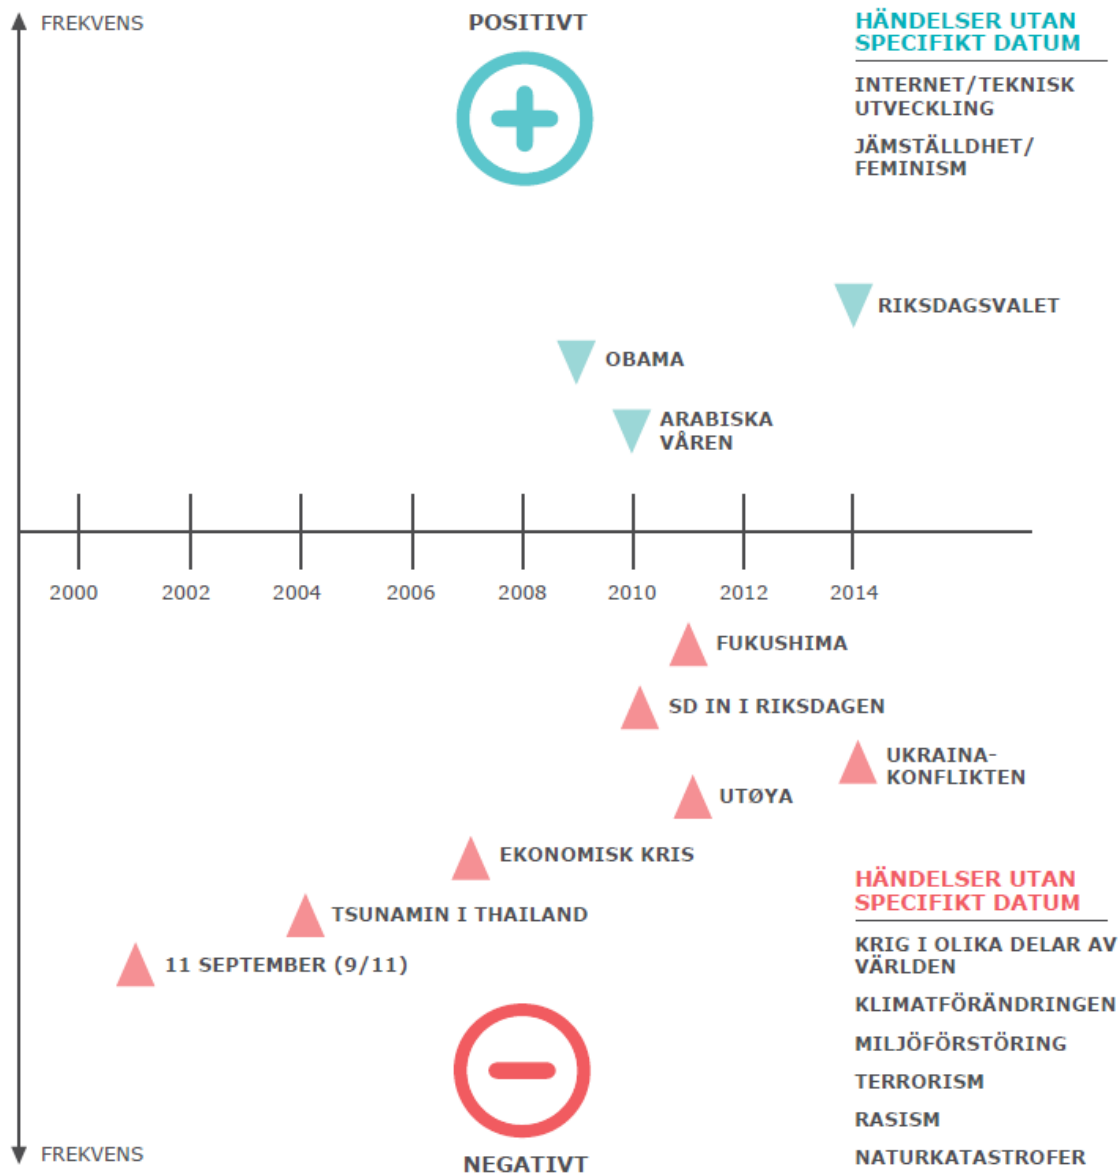 FREKVENS
POSITIVT
HÄNDELSER UTAN
SPECIFIKT DATUM
INTERNET/TEKNISK
UTVECKLING
JÄMSTÄLLDHET/
FEMINISM
RIKSDAGSVALET
OBAMA
ARABISKA
VÅREN
2000
2002
2004
2006
2008
2010
2012
2014
FUKUSHIMA
SD IN I RIKSDAGEN
UKRAINA-
KONFLIKTEN
UTØYA
EKONOMISK KRIS
TSUNAMIN I THAILAND
11 SEPTEMBER (9/11)
HÄNDELSER UTAN
SPECIFIKT DATUM
KRIG I OLIKA DELAR AV
VÄRLDEN
KLIMATFÖRÄNDRINGEN
MILJÖFÖRSTÖRING
TERRORISM
RASISM
NATURKATASTROFER
FREKVENS
NEGATIVT